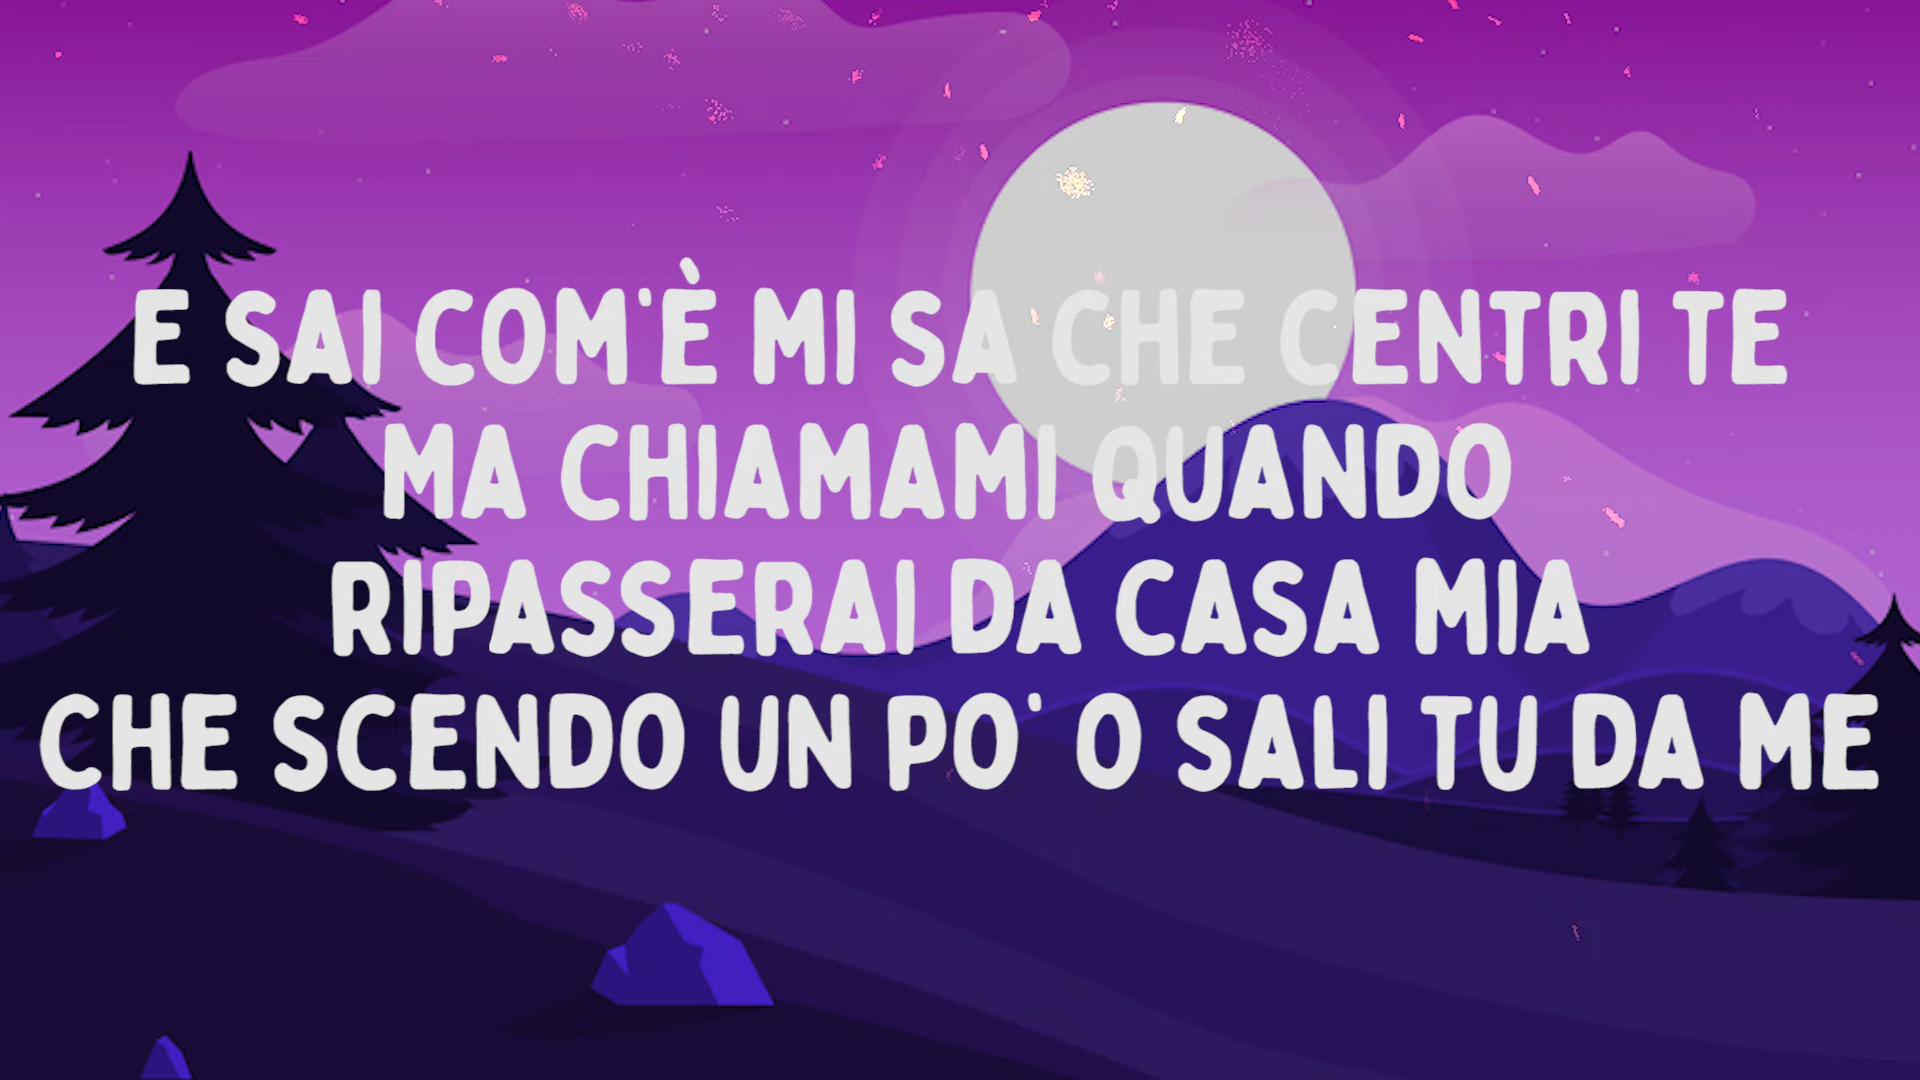 E SAI COM'È MI SA CHE CENTRI TE
MA CHIAMAMI QUANDO
RIPASSERAI DA CASA MIA
CHE SCENDO UN PO' O SALI TU DA ME